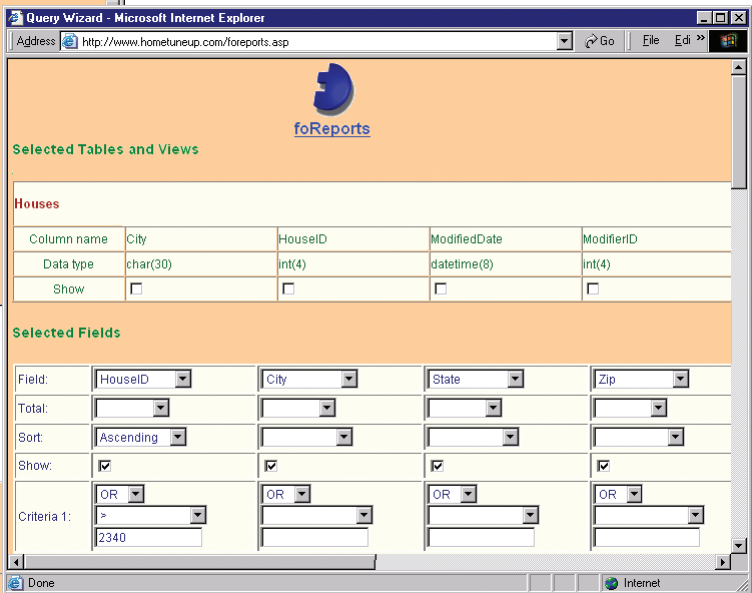 Query Wizard - Microsoft Internet Explorer
Address http://www.hometuneup.com/foreports.asp Go File Edi »
foReports
Selected Tables and Views
Houses
Column name City HouseID ModifiedDate ModifierID
Data type char(30) int(4) datetime(8) int(4)
Show
Selected Fields
Field: HouseID City State Zip
Total:
Sort: Ascending
Show:
OR OR OR OR
Criteria 1: >
2340
Done Internet